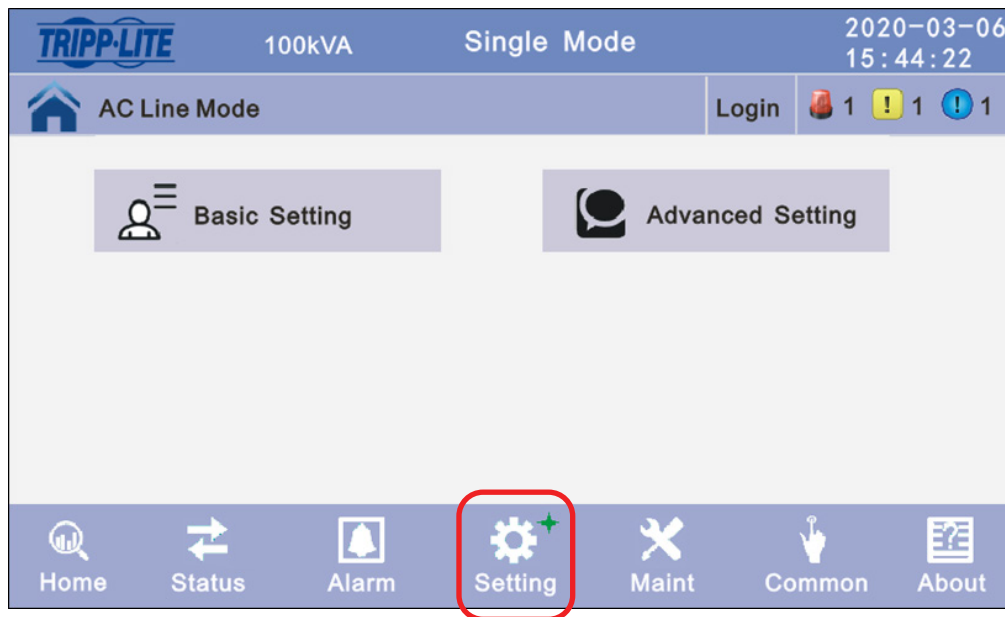 TRIPP·LITE 100kVA Single Mode 2020-03-06
15:44:22
AC Line Mode Login 1 ! 1 ! 1
Basic Setting Advanced Setting
Home Status Alarm Setting Maint Common About